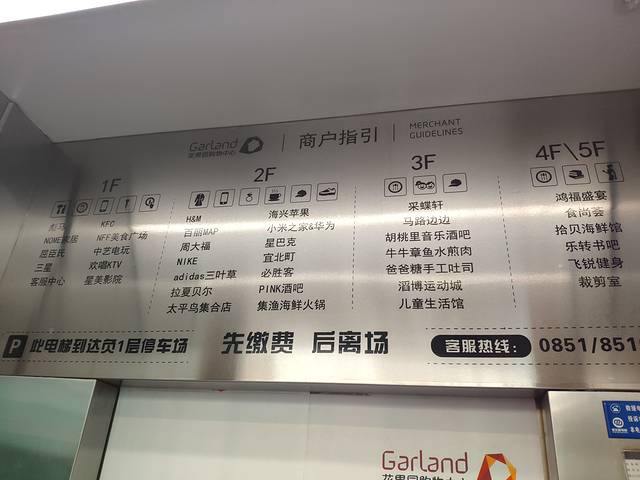 Garland
花果园购物中心
商户指引
MERCHANT
GUIDELINES
1F
KFC
NOME家居 NFF美食广场
屈臣氏 中艺电玩
三星 欢唱KTV
客服中心 星美影院
2F
H&M 海兴苹果
百丽MAP 小米之家&华为
周大福 星巴克
NIKE 宜北町
adidas三叶草 必胜客
拉夏贝尔 PINK酒吧
太平鸟集合店 集渔海鲜火锅
3F
采蝶轩
马路边边
胡桃里音乐酒吧
牛牛章鱼水煎肉
爸爸糖手工吐司
滔博运动城
儿童生活馆
4F\5F
鸿福盛宴
食尚荟
拾贝海鲜馆
乐转书吧
飞锐健身
裁剪室
P 此电梯到达负1层停车场
先缴费 后离场
客服热线: 0851/851
Garland
花果园购物中心